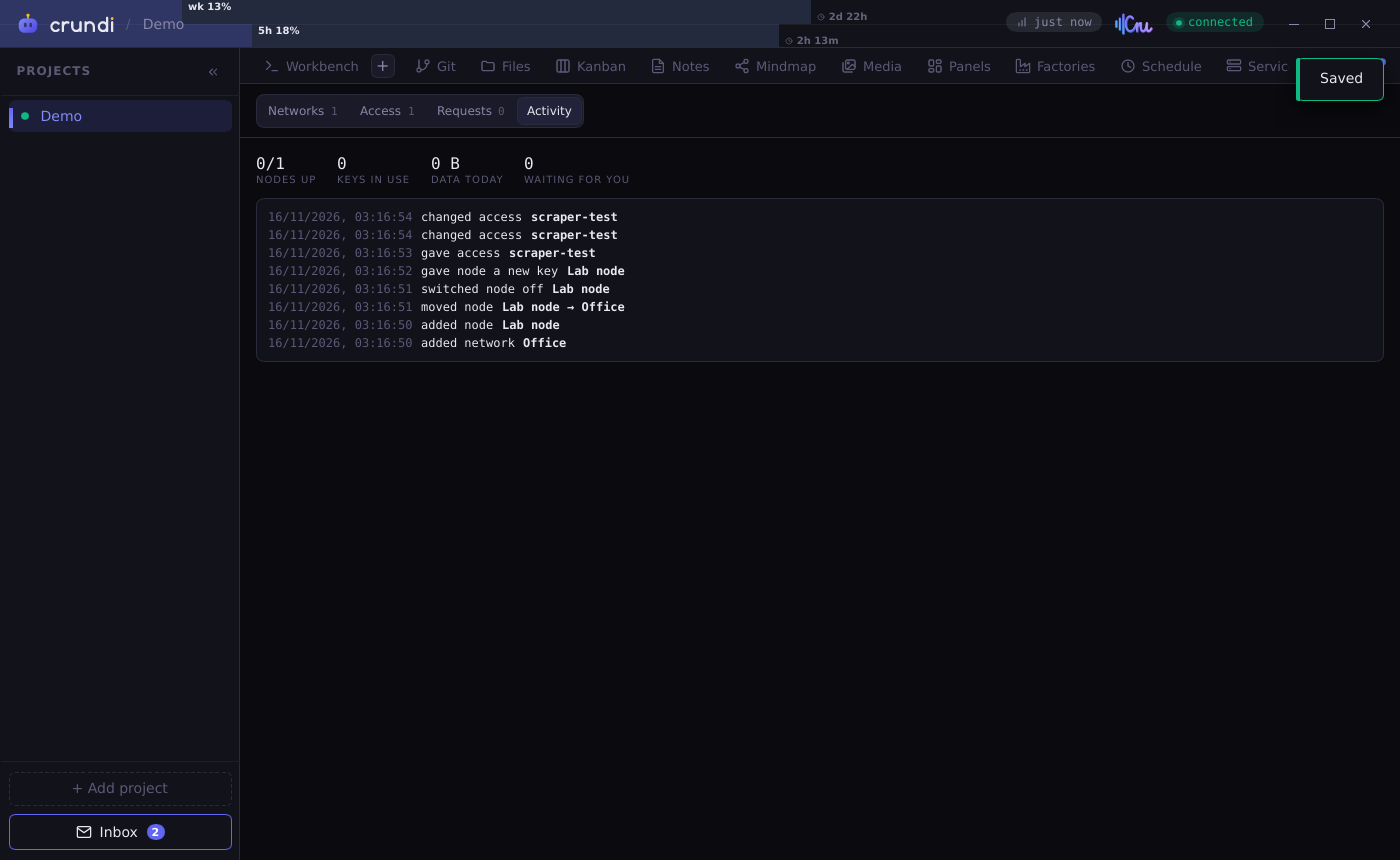 crundi / Demo
wk 13%
2d 22h
5h 18%
2h 13m
just now
Cru
connected
PROJECTS
«
Workbench + Git Files Kanban Notes Mindmap Media Panels Factories Schedule Servic
Saved
Demo
Networks 1 Access 1 Requests 0 Activity
0/1 0 0 B 0
NODES UP KEYS IN USE DATA TODAY WAITING FOR YOU
16/11/2026, 03:16:54 changed access scraper-test
16/11/2026, 03:16:54 changed access scraper-test
16/11/2026, 03:16:53 gave access scraper-test
16/11/2026, 03:16:52 gave node a new key Lab node
16/11/2026, 03:16:51 switched node off Lab node
16/11/2026, 03:16:51 moved node Lab node → Office
16/11/2026, 03:16:50 added node Lab node
16/11/2026, 03:16:50 added network Office
+ Add project
Inbox 2